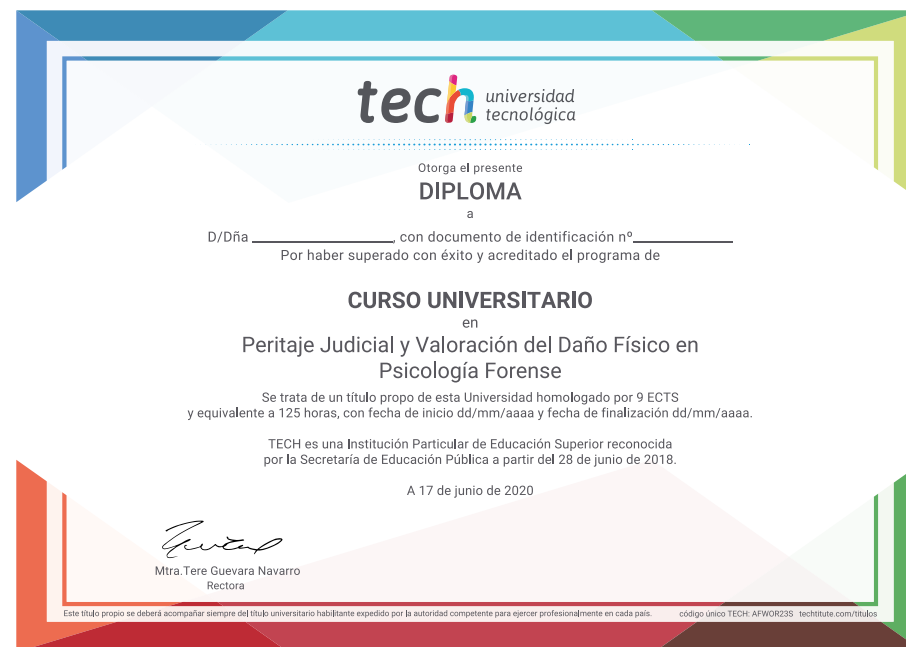 tech universidad
tecnológica
Otorga el presente
DIPLOMA
a
D/Dña ____________________, con documento de identificación nº______________
Por haber superado con éxito y acreditado el programa de
CURSO UNIVERSITARIO
en
Peritaje Judicial y Valoración del Daño Físico en
Psicología Forense
Se trata de un título propo de esta Universidad homologado por 9 ECTS
y equivalente a 125 horas, con fecha de inicio dd/mm/aaaa y fecha de finalización dd/mm/aaaa.
TECH es una Institución Particular de Educación Superior reconocida
por la Secretaría de Educación Pública a partir del 28 de junio de 2018.
A 17 de junio de 2020
Mtra.Tere Guevara Navarro
Rectora
Este título propio se deberá acompañar siempre del título universitario habilitante expedido por la autoridad competente para ejercer profesionalmente en cada país. código único TECH: AFWOR23S techtitute.com/titulos